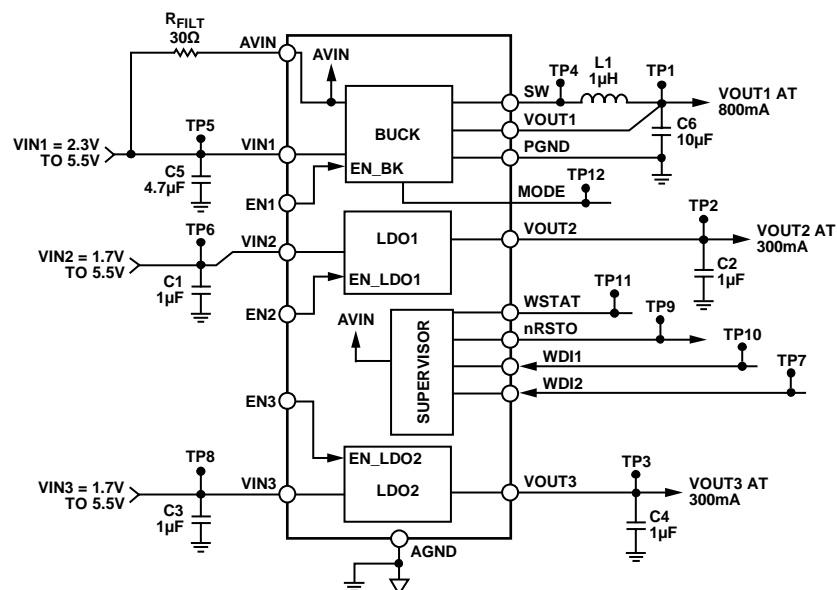 RFILT
30Ω
AVIN
AVIN
VIN1 = 2.3V
TO 5.5V
TP5
C5
4.7µF
VIN1
EN1
BUCK
EN_BK
SW
VOUT1
PGND
MODE
TP4
L1
1µH
TP1
C6
10µF
VOUT1 AT
800mA
TP12
VIN2 = 1.7V
TO 5.5V
TP6
C1
1µF
VIN2
EN2
LDO1
EN_LDO1
VOUT2
TP2
C2
1µF
VOUT2 AT
300mA
AVIN
SUPERVISOR
WSTAT
nRSTO
WDI1
WDI2
TP11
TP9
TP10
TP7
EN3
VIN3 = 1.7V
TO 5.5V
TP8
C3
1µF
VIN3
EN_LDO2
LDO2
VOUT3
TP3
C4
1µF
VOUT3 AT
300mA
AGND